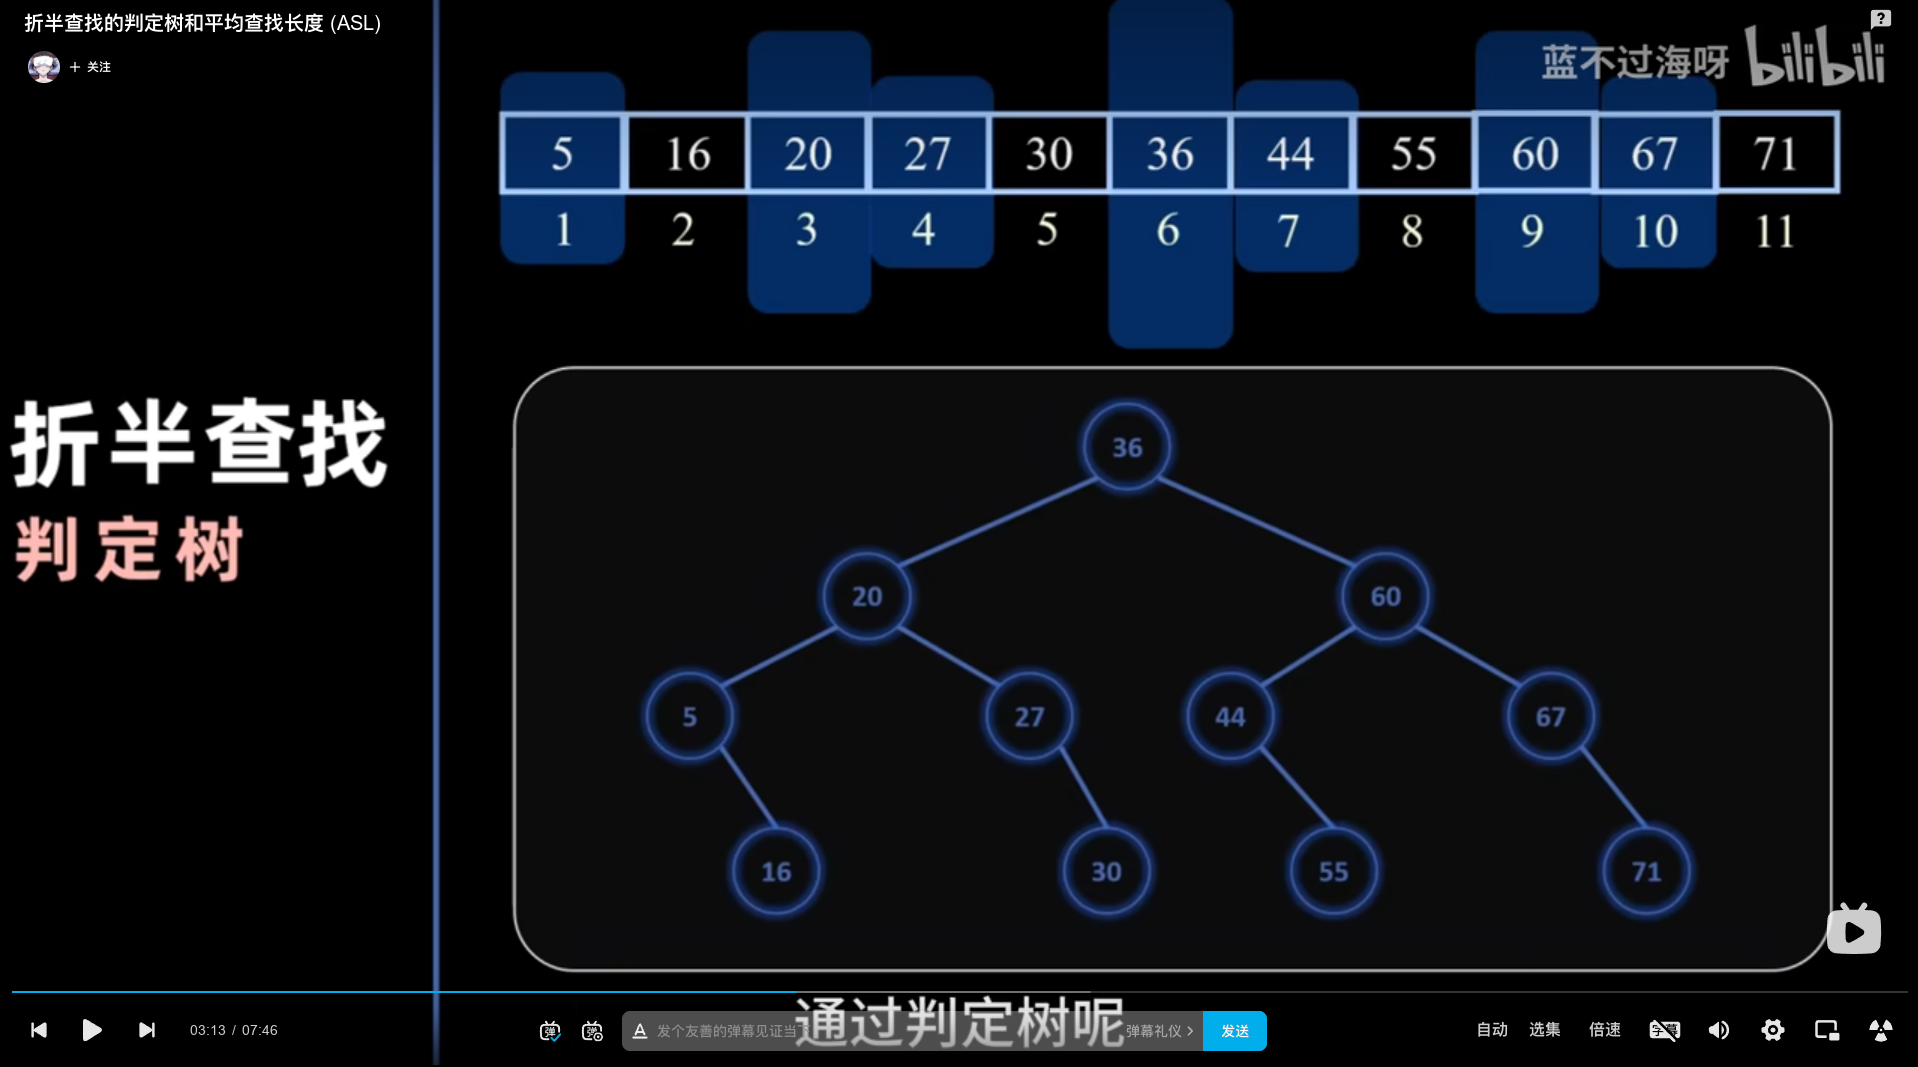 折半查找的判定树和平均查找长度 (ASL)
+ 关注
蓝不过海呀 bilibili
5 16 20 27 30 36 44 55 60 67 71
1 2 3 4 5 6 7 8 9 10 11
折半查找
判定树
36
20 60
5 27 44 67
16 30 55 71
通过判定树呢
03:13 / 07:46
弹 弹
A 发个友善的弹幕见证当
弹幕礼仪 >
发送
自动 选集 倍速 字幕